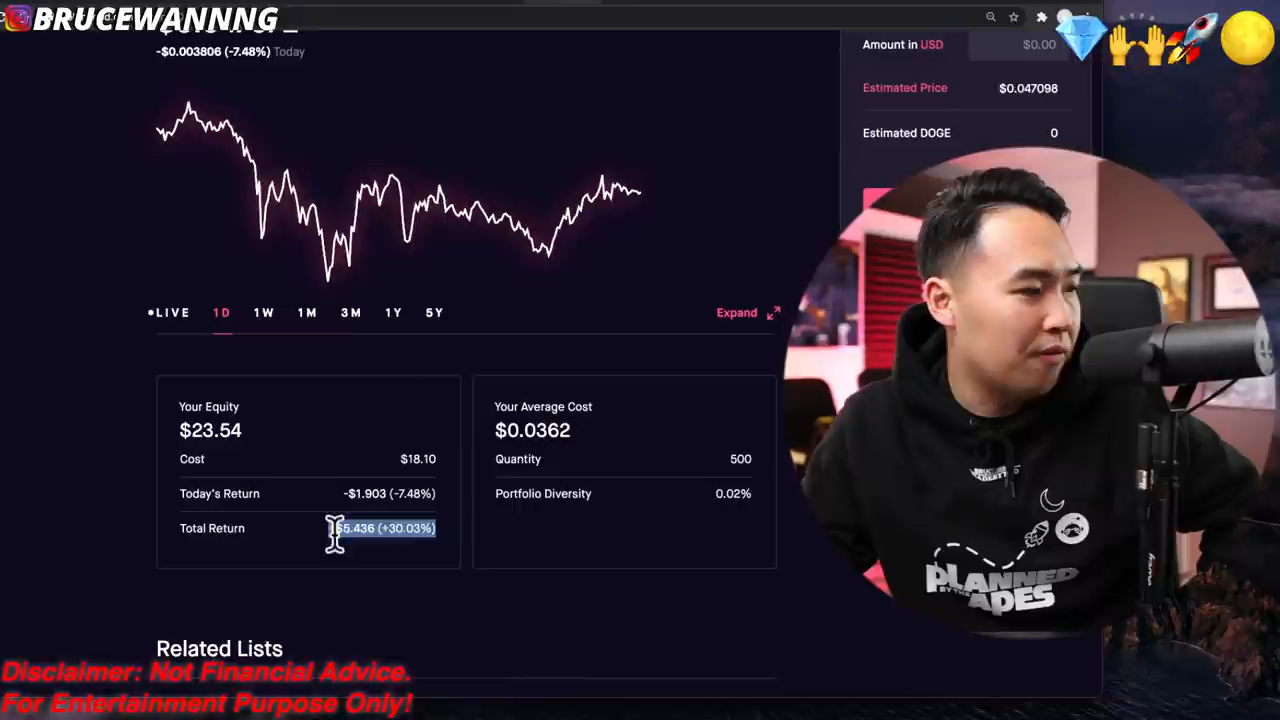 BRUCEWANNNG
-$0.003806 (-7.48%) Today
Amount in USD
$0.00
Estimated Price
$0.047098
Estimated DOGE
0
LIVE 1D 1W 1M 3M 1Y 5Y
Expand
Your Equity
$23.54
Cost
$18.10
Today's Return
-$1.903 (-7.48%)
Total Return
$5.436 (+30.03%)
Your Average Cost
$0.0362
Quantity
500
Portfolio Diversity
0.02%
Related Lists
PLANNED
BY THE
APES
Disclaimer: Not Financial Advice.
For Entertainment Purpose Only!